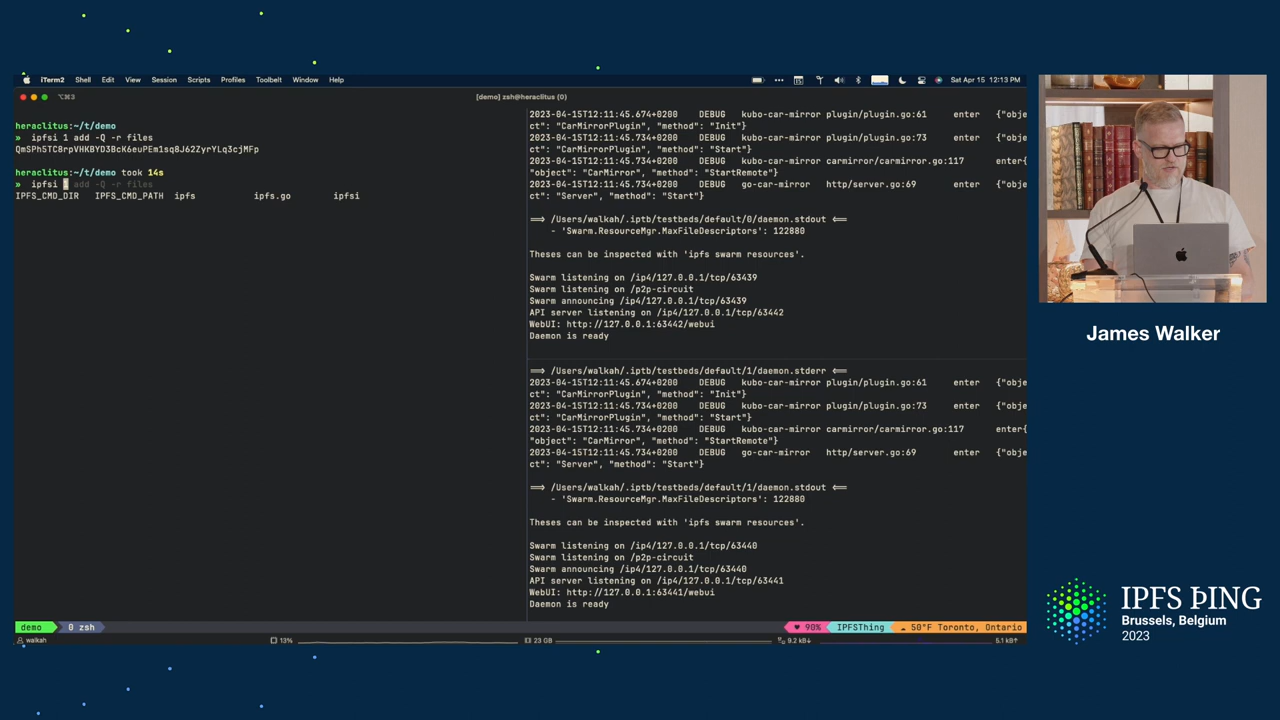 iTerm2 Shell Edit View Session Scripts Profiles Toolbelt Window Help
Sat Apr 15 12:13 PM
⌥⌘3
[demo] zsh@heraclitus (0)
heraclitus:~/t/demo
» ipfsi 1 add -Q -r files
QmSPh5TC8rpVHKBYD3BcK6euPEm1sq8J62ZyrYLq3cjMFp
heraclitus:~/t/demo took 14s
» ipfsi 1 add -Q -r files
IPFS_CMD_DIR IPFS_CMD_PATH ipfs ipfs.go ipfsi
2023-04-15T12:11:45.674+0200 DEBUG kubo-car-mirror plugin/plugin.go:61 enter {"obje
ct": "CarMirrorPlugin", "method": "Init"}
2023-04-15T12:11:45.734+0200 DEBUG kubo-car-mirror plugin/plugin.go:73 enter {"obje
ct": "CarMirrorPlugin", "method": "Start"}
2023-04-15T12:11:45.734+0200 DEBUG kubo-car-mirror carmirror/carmirror.go:117 enter{
"object": "CarMirror", "method": "StartRemote"}
2023-04-15T12:11:45.734+0200 DEBUG go-car-mirror http/server.go:69 enter {"obje
ct": "Server", "method": "Start"}
==> /Users/walkah/.iptb/testbeds/default/0/daemon.stdout <==
- 'Swarm.ResourceMgr.MaxFileDescriptors': 122880
Theses can be inspected with 'ipfs swarm resources'.
Swarm listening on /ip4/127.0.0.1/tcp/63439
Swarm listening on /p2p-circuit
Swarm announcing /ip4/127.0.0.1/tcp/63439
API server listening on /ip4/127.0.0.1/tcp/63442
WebUI: http://127.0.0.1:63442/webui
Daemon is ready
==> /Users/walkah/.iptb/testbeds/default/1/daemon.stderr <==
2023-04-15T12:11:45.674+0200 DEBUG kubo-car-mirror plugin/plugin.go:61 enter {"obje
ct": "CarMirrorPlugin", "method": "Init"}
2023-04-15T12:11:45.734+0200 DEBUG kubo-car-mirror plugin/plugin.go:73 enter {"obje
ct": "CarMirrorPlugin", "method": "Start"}
2023-04-15T12:11:45.734+0200 DEBUG kubo-car-mirror carmirror/carmirror.go:117 enter{
"object": "CarMirror", "method": "StartRemote"}
2023-04-15T12:11:45.734+0200 DEBUG go-car-mirror http/server.go:69 enter {"obje
ct": "Server", "method": "Start"}
==> /Users/walkah/.iptb/testbeds/default/1/daemon.stdout <==
- 'Swarm.ResourceMgr.MaxFileDescriptors': 122880
Theses can be inspected with 'ipfs swarm resources'.
Swarm listening on /ip4/127.0.0.1/tcp/63440
Swarm listening on /p2p-circuit
Swarm announcing /ip4/127.0.0.1/tcp/63440
API server listening on /ip4/127.0.0.1/tcp/63441
WebUI: http://127.0.0.1:63441/webui
Daemon is ready
demo 0 zsh
♥ 90% IPFSThing ☁ 50°F Toronto, Ontario
walkah 13% 23 GB 9.2 kB↓ 5.1 kB↑
James Walker
IPFS ÞING
Brussels, Belgium
2023